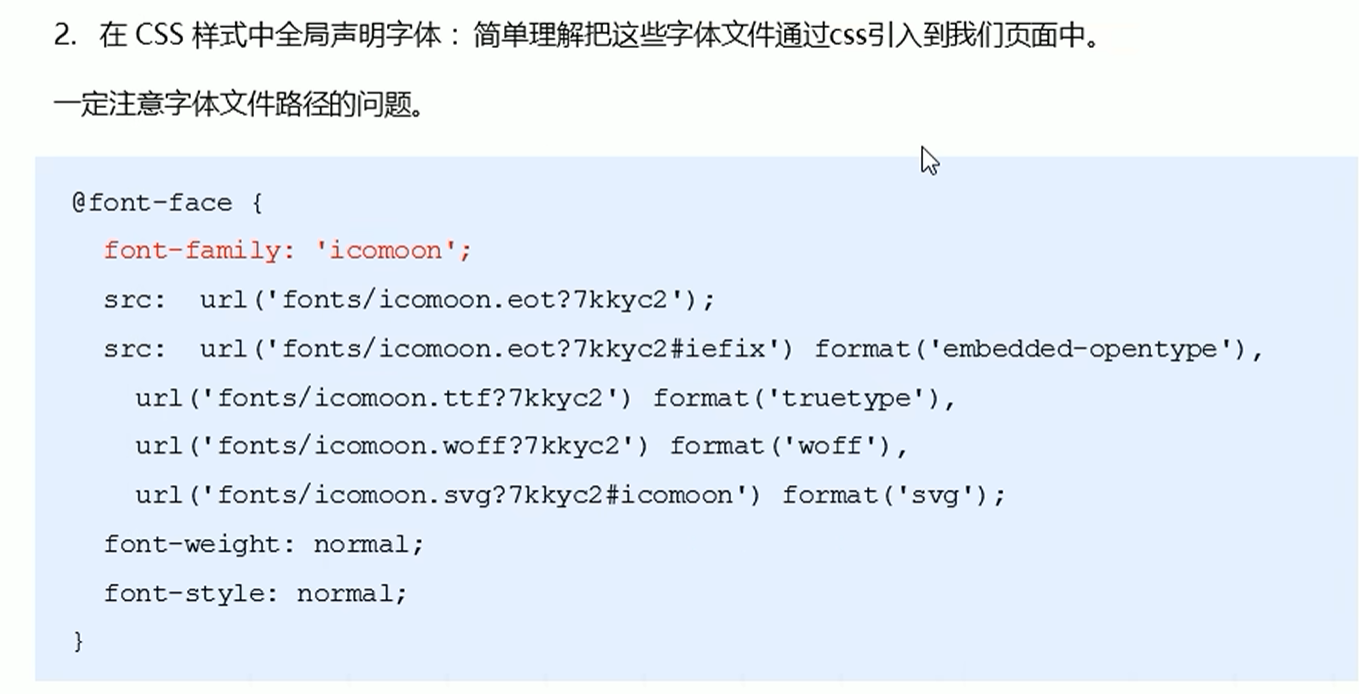 2. 在 CSS 样式中全局声明字体 ：简单理解把这些字体文件通过css引入到我们页面中。
一定注意字体文件路径的问题。
@font-face {
font-family: 'icomoon';
src: url('fonts/icomoon.eot?7kkyc2');
src: url('fonts/icomoon.eot?7kkyc2#iefix') format('embedded-opentype'),
url('fonts/icomoon.ttf?7kkyc2') format('truetype'),
url('fonts/icomoon.woff?7kkyc2') format('woff'),
url('fonts/icomoon.svg?7kkyc2#icomoon') format('svg');
font-weight: normal;
font-style: normal;
}